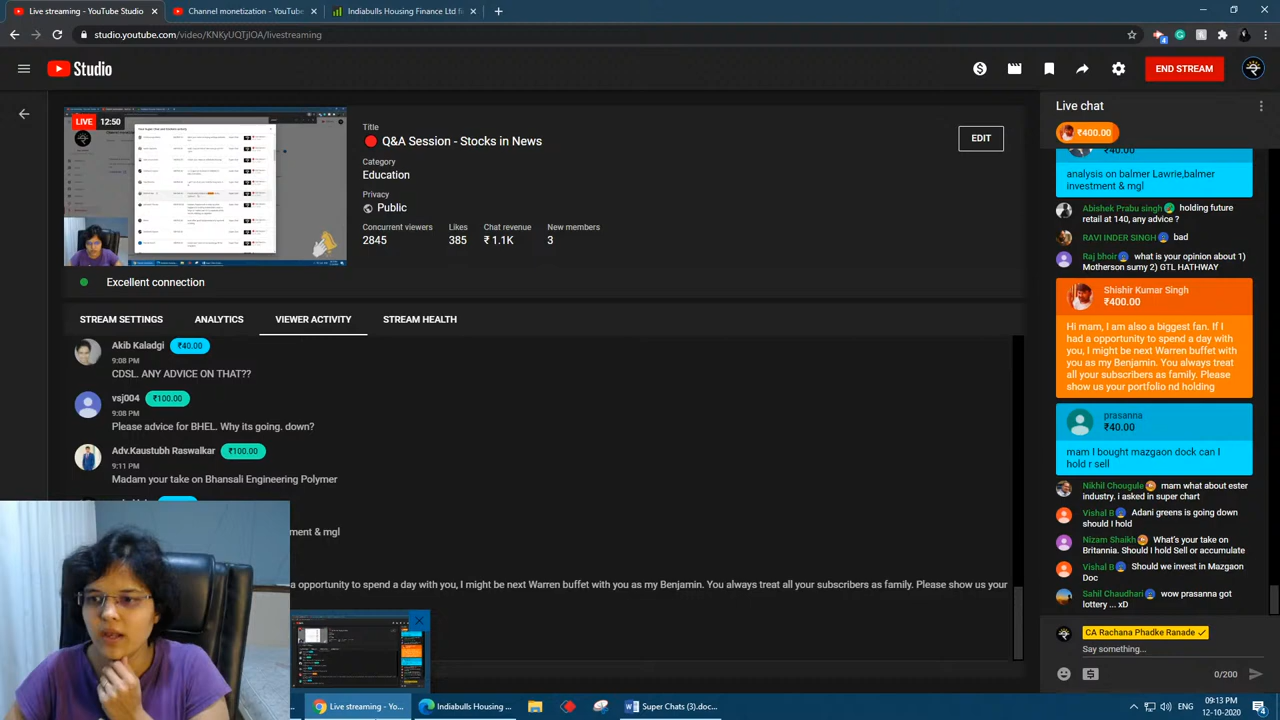 Live streaming - YouTube Studio
Channel monetization - YouTube
Indiabulls Housing Finance Ltd f
studio.youtube.com/video/KNKyUQTjIOA/livestreaming
Studio
END STREAM
LIVE 12:50
Title
EDIT
Category
Education
Public
Concurrent viewers
Likes
New members
3
Excellent connection
STREAM SETTINGS
ANALYTICS
VIEWER ACTIVITY
STREAM HEALTH
Akib Kaladgi ₹40.00
9:08 PM
CDSL. ANY ADVICE ON THAT??
vsj004 ₹100.00
9:08 PM
Please advice for BHEL. Why its going. down?
Adv.Kaustubh Raswalkar ₹100.00
9:11 PM
Madam your take on Bhansali Engineering Polymer
ment & mgl
a opportunity to spend a day with you, I might be next Warren buffet with you as my Benjamin. You always treat all your subscribers as family. Please show us your
Live chat
₹400.00
₹40.00
analysis on balmer Lawrie,balmer
investment & mgl
Abishek Prabu singh holding future
retail at 140, any advice ?
RAVI INDER SINGH bad
Raj bhoir what is your opinion about 1)
Motherson sumy 2) GTL HATHWAY
Shishir Kumar Singh
₹400.00
Hi mam, I am also a biggest fan. If I
had a opportunity to spend a day with
you, I might be next Warren buffet with
you as my Benjamin. You always treat
all your subscribers as family. Please
show us your portfolio nd holding
prasanna
₹40.00
mam I bought mazgaon dock can I
hold r sell
Nikhil Chougule mam what about ester
industry. i asked in super chart
Vishal B Adani greens is going down
should I hold
Nizam Shaikh What's your take on
Britannia. Should I hold Sell or accumulate
Vishal B Should we invest in Mazgaon
Doc
Sahil Chaudhari wow prasanna got
lottery ... xD
CA Rachana Phadke Ranade
Say something...
0/200
Live streaming - Yo...
Indiabulls Housing ...
Super Chats (3).doc...
ENG
09:13 PM
12-10-2020